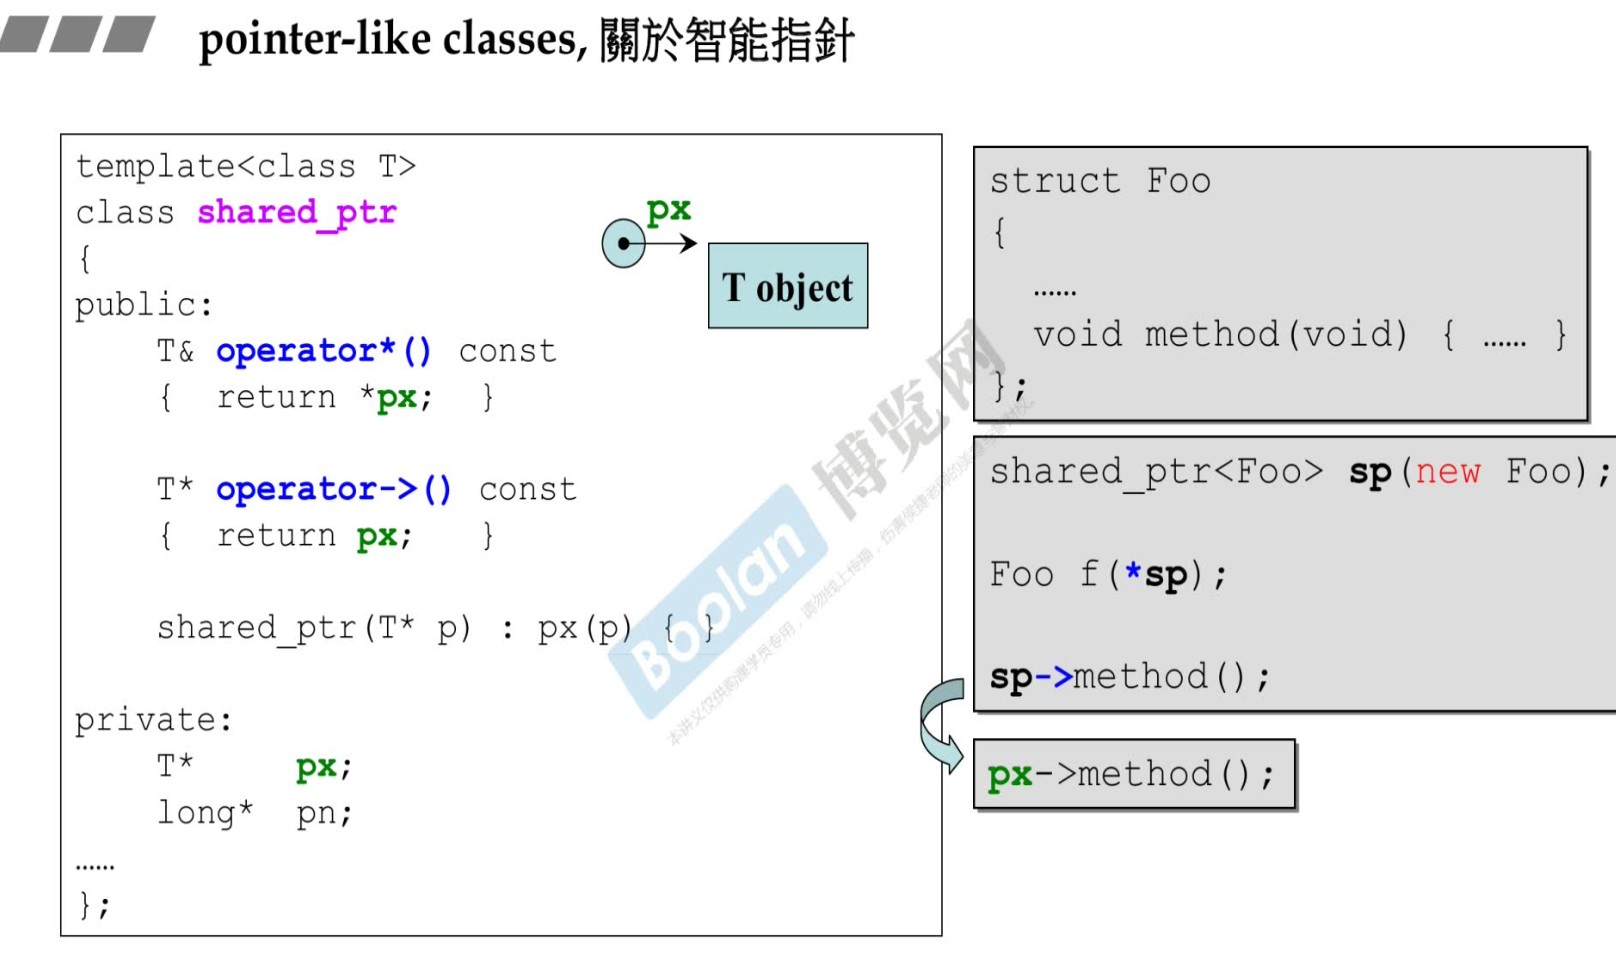 pointer-like classes, 關於智能指針
template<class T>
class shared_ptr
{
public:
T& operator*() const
{ return *px; }
T* operator->() const
{ return px; }
shared_ptr(T* p) : px(p) { }
private:
T* px;
long* pn;
......
};
px
T object
struct Foo
{
......
void method(void) { ...... }
};
shared_ptr<Foo> sp(new Foo);
Foo f(*sp);
sp->method();
px->method();
Boolan 博览网